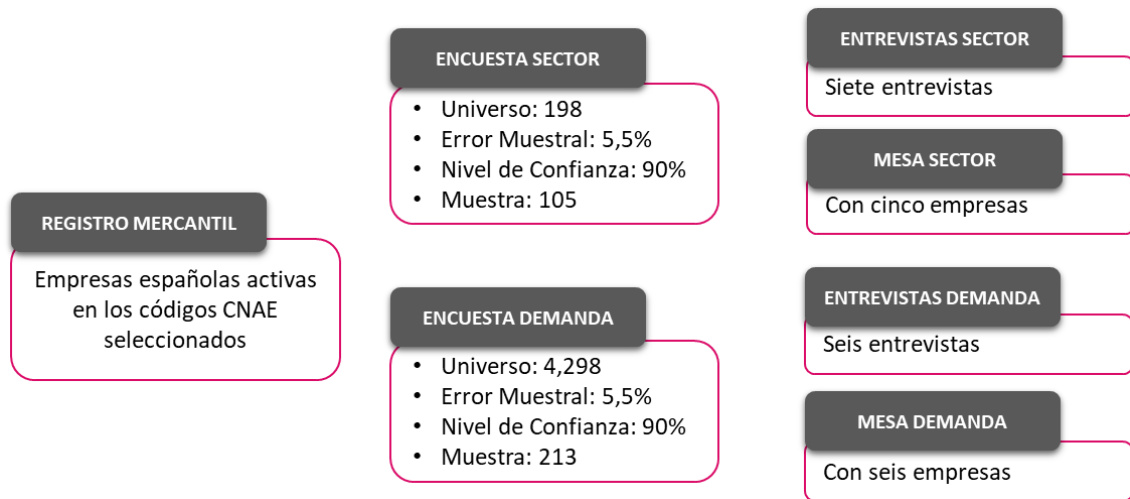 REGISTRO MERCANTIL
Empresas españolas activas
en los códigos CNAE
seleccionados
ENCUESTA SECTOR
• Universo: 198
• Error Muestral: 5,5%
• Nivel de Confianza: 90%
• Muestra: 105
ENCUESTA DEMANDA
• Universo: 4,298
• Error Muestral: 5,5%
• Nivel de Confianza: 90%
• Muestra: 213
ENTREVISTAS SECTOR
Siete entrevistas
MESA SECTOR
Con cinco empresas
ENTREVISTAS DEMANDA
Seis entrevistas
MESA DEMANDA
Con seis empresas